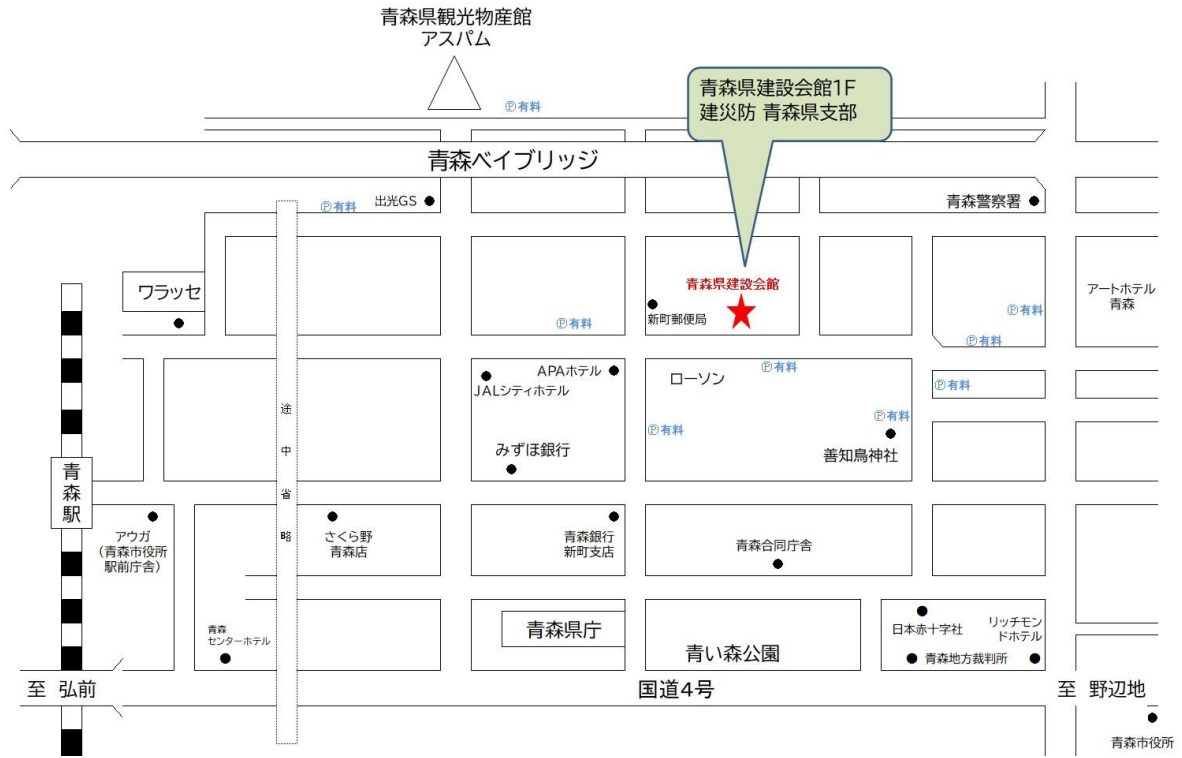 青森県観光物産館
アスパム
Ⓟ有料
青森県建設会館1F
建災防 青森県支部
青森ベイブリッジ
Ⓟ有料
出光GS
青森警察署
ワラッセ
青森県建設会館
新町郵便局
Ⓟ有料
Ⓟ有料
Ⓟ有料
アートホテル
青森
APAホテル
JALシティホテル
ローソン
Ⓟ有料
Ⓟ有料
Ⓟ有料
Ⓟ有料
みずほ銀行
善知鳥神社
途中省略
青森駅
アウガ
(青森市役所
駅前庁舎)
さくら野
青森店
青森銀行
新町支店
青森合同庁舎
青森
センターホテル
青森県庁
青い森公園
日本赤十字社
リッチモン
ドホテル
青森地方裁判所
至 弘前
国道4号
至 野辺地
青森市役所